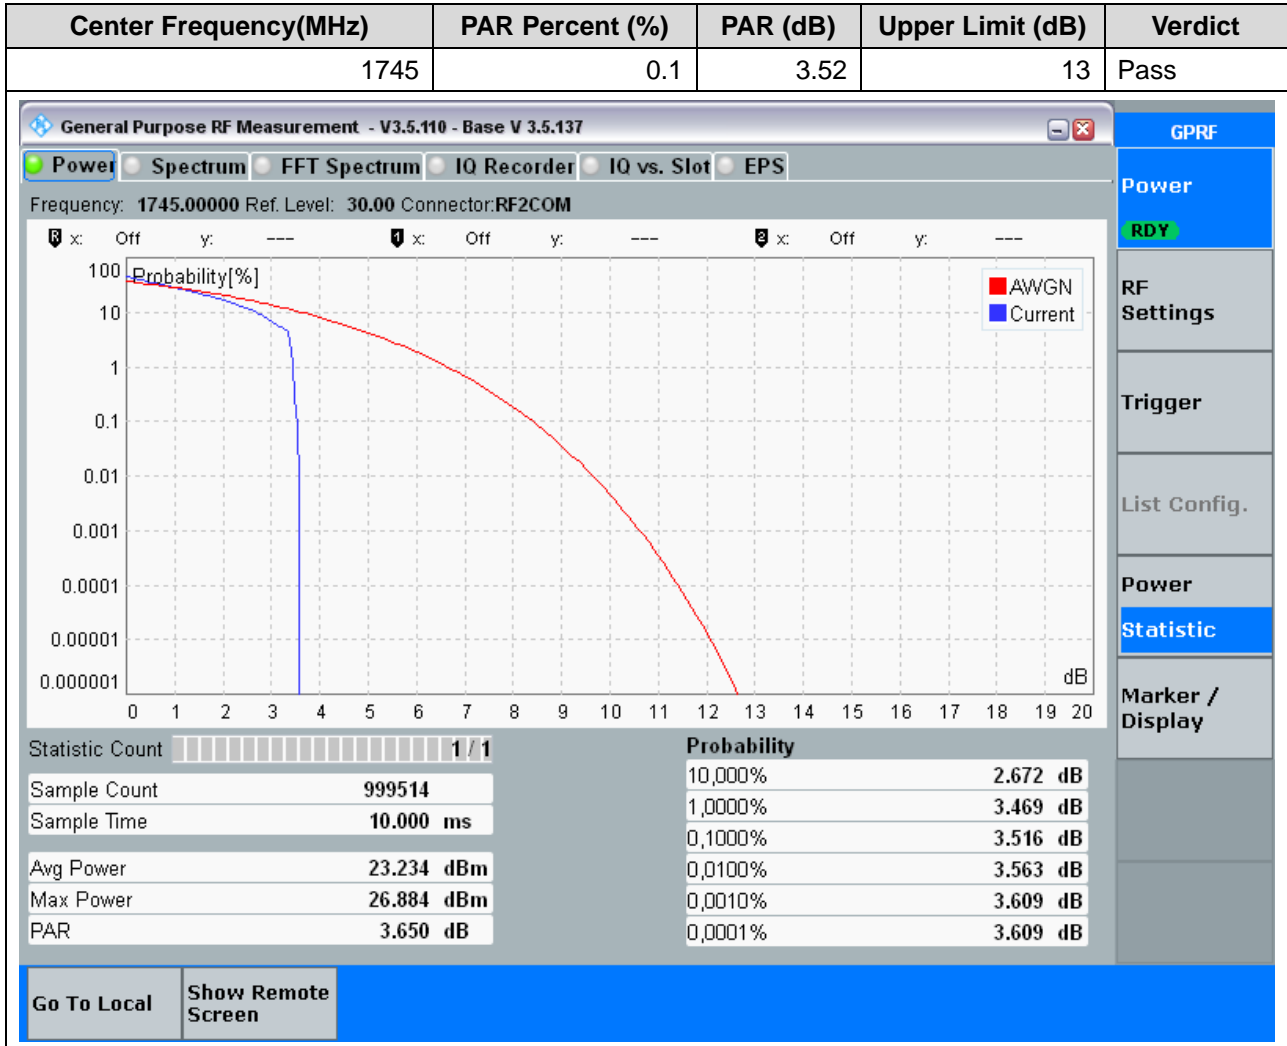 Center Frequency(MHz) PAR Percent (%) PAR (dB) Upper Limit (dB) Verdict
1745 0.1 3.52 13 Pass
General Purpose RF Measurement - V3.5.110 - Base V 3.5.137
GPRF
Power Spectrum FFT Spectrum IQ Recorder IQ vs. Slot EPS
Power
RDY
Frequency: 1745.00000 Ref. Level: 30.00 Connector:RF2COM
R x: Off y: --- 1 x: Off y: --- 2 x: Off y: ---
Probability[%]
AWGN
Current
100
10
1
0.1
0.01
0.001
0.0001
0.00001
0.000001
dB
0 1 2 3 4 5 6 7 8 9 10 11 12 13 14 15 16 17 18 19 20
RF
Settings
Trigger
List Config.
Power
Statistic
Marker /
Display
Statistic Count 1 / 1
Sample Count 999514
Sample Time 10.000 ms
Avg Power 23.234 dBm
Max Power 26.884 dBm
PAR 3.650 dB
Probability
10,000% 2.672 dB
1,0000% 3.469 dB
0,1000% 3.516 dB
0,0100% 3.563 dB
0,0010% 3.609 dB
0,0001% 3.609 dB
Go To Local
Show Remote
Screen